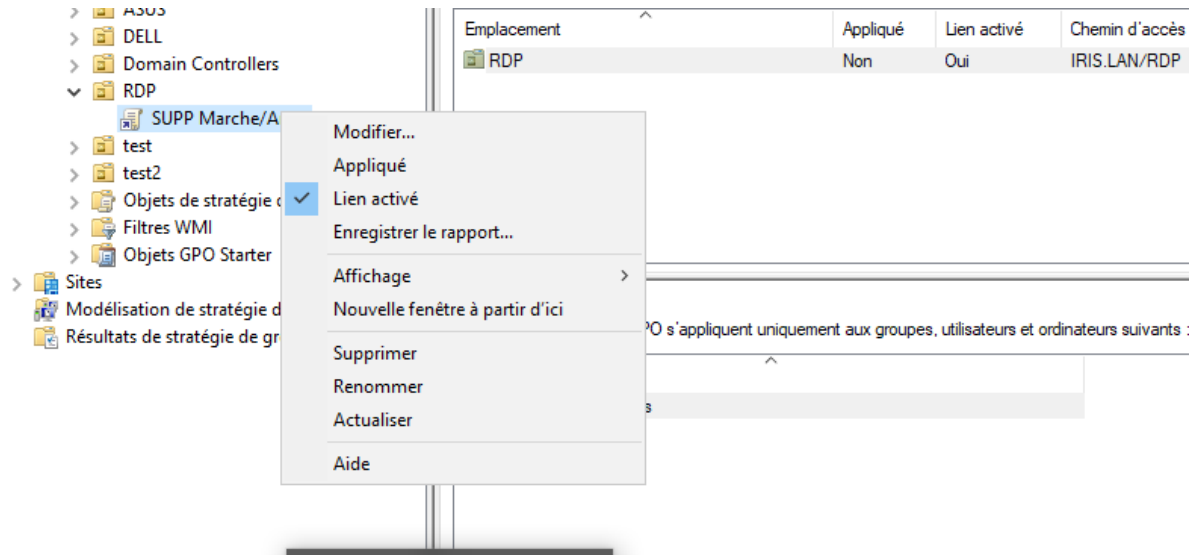 ASUS
DELL
Domain Controllers
RDP
SUPP Marche/A
test
test2
Objets de stratégie
Filtres WMI
Objets GPO Starter
Sites
Modélisation de stratégie d
Résultats de stratégie de gr
Modifier...
Appliqué
Lien activé
Enregistrer le rapport...
Affichage
Nouvelle fenêtre à partir d'ici
Supprimer
Renommer
Actualiser
Aide
Emplacement Appliqué Lien activé Chemin d'accès
RDP Non Oui IRIS.LAN/RDP
PO s'appliquent uniquement aux groupes, utilisateurs et ordinateurs suivants :
s